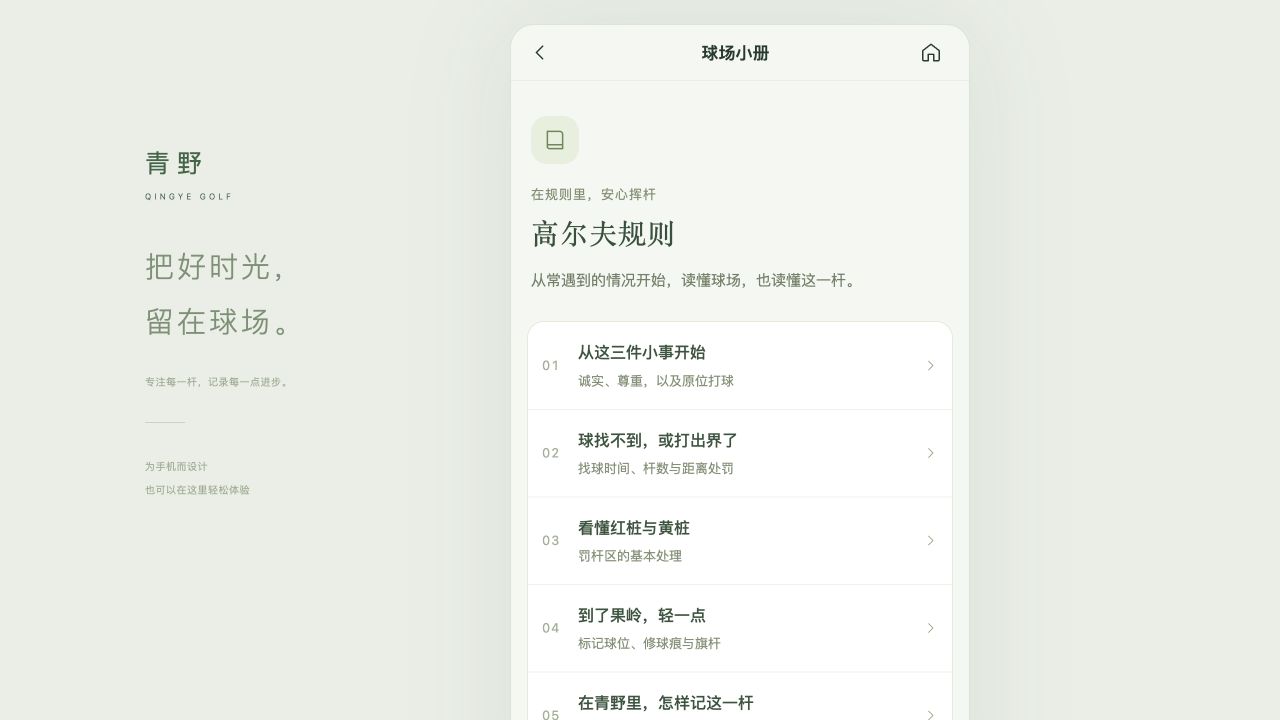 青野
QINGYE GOLF
把好时光，
留在球场。
专注每一杆，记录每一点进步。
为手机而设计
也可以在这里轻松体验
球场小册
在规则里，安心挥杆
高尔夫规则
从常遇到的情况开始，读懂球场，也读懂这一杆。
01
从这三件小事开始
诚实、尊重，以及原位打球
02
球找不到，或打出界了
找球时间、杆数与距离处罚
03
看懂红桩与黄桩
罚杆区的基本处理
04
到了果岭，轻一点
标记球位、修球痕与旗杆
05
在青野里，怎样记这一杆